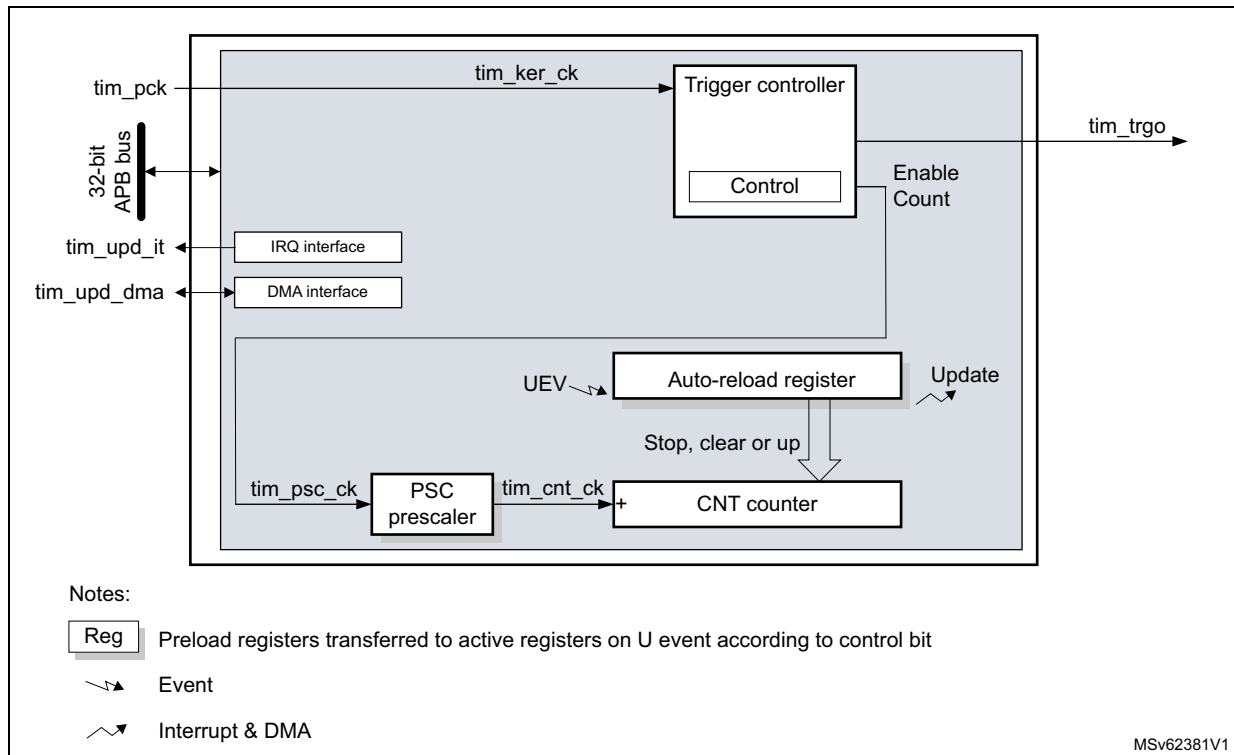 tim_pck
tim_ker_ck
Trigger controller
tim_trgo
32-bit
APB bus
Control
Enable
Count
tim_upd_it
IRQ interface
tim_upd_dma
DMA interface
UEV
Auto-reload register
Update
Stop, clear or up
tim_psc_ck
PSC
prescaler
tim_cnt_ck
+
CNT counter
Notes:
Reg Preload registers transferred to active registers on U event according to control bit
Event
Interrupt & DMA
MSv62381V1